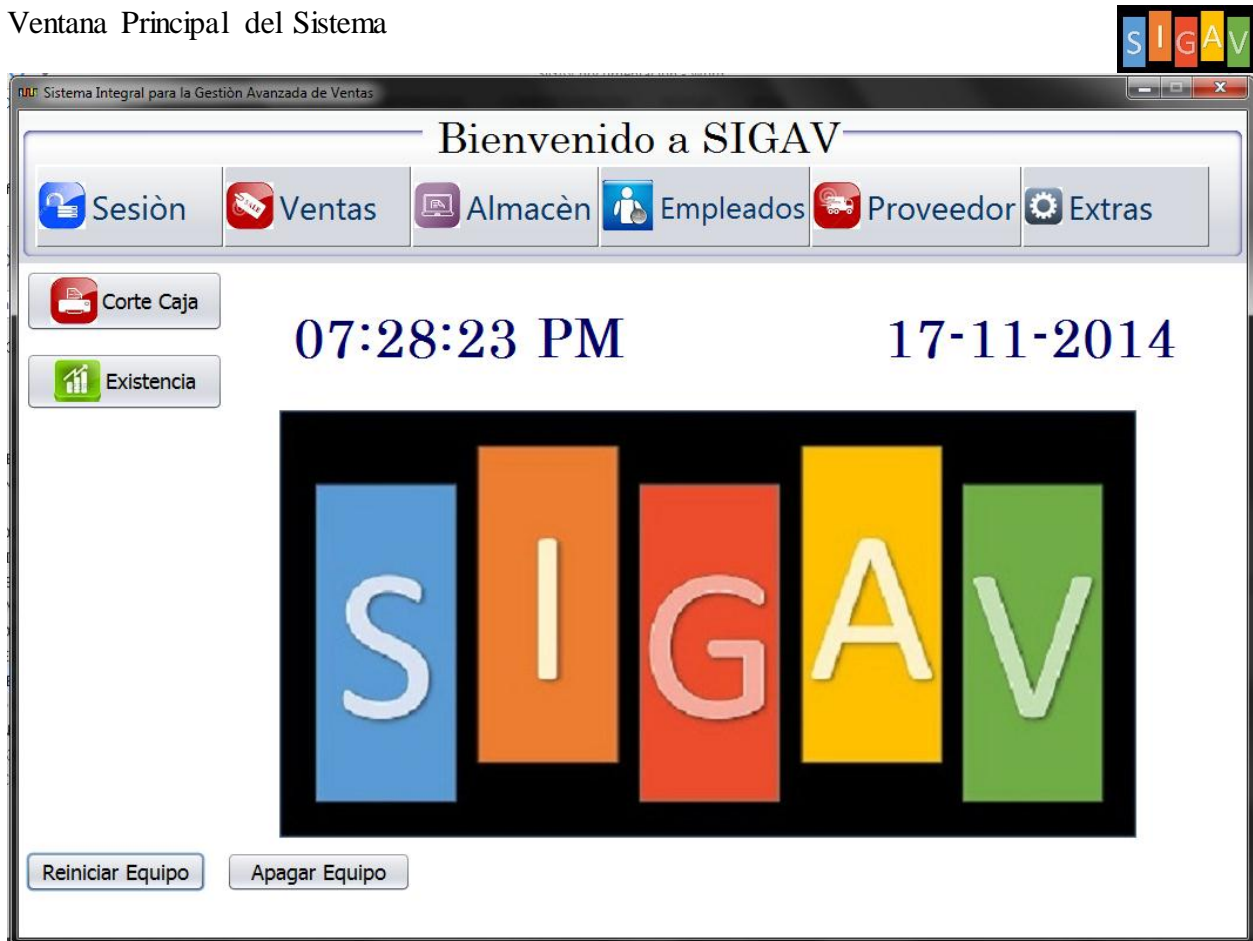 Ventana Principal del Sistema
SIGAV
Sistema Integral para la Gestiòn Avanzada de Ventas
Bienvenido a SIGAV
Sesiòn Ventas Almacèn Empleados Proveedor Extras
Corte Caja
07:28:23 PM 17-11-2014
Existencia
SIGAV
Reiniciar Equipo Apagar Equipo